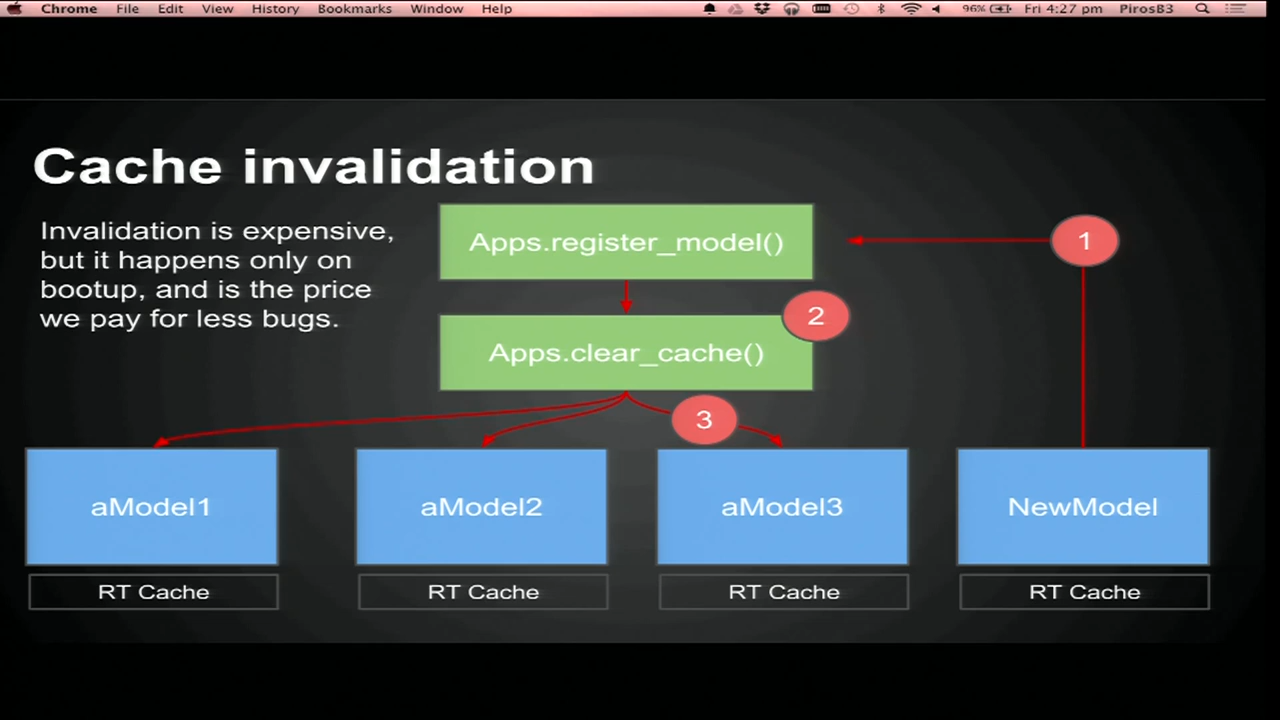 Chrome File Edit View History Bookmarks Window Help 96% Fri 4:27 pm PirosB3
Cache invalidation
Invalidation is expensive,
but it happens only on
bootup, and is the price
we pay for less bugs.
Apps.register_model()
1
2
Apps.clear_cache()
3
aModel1
aModel2
aModel3
NewModel
RT Cache
RT Cache
RT Cache
RT Cache